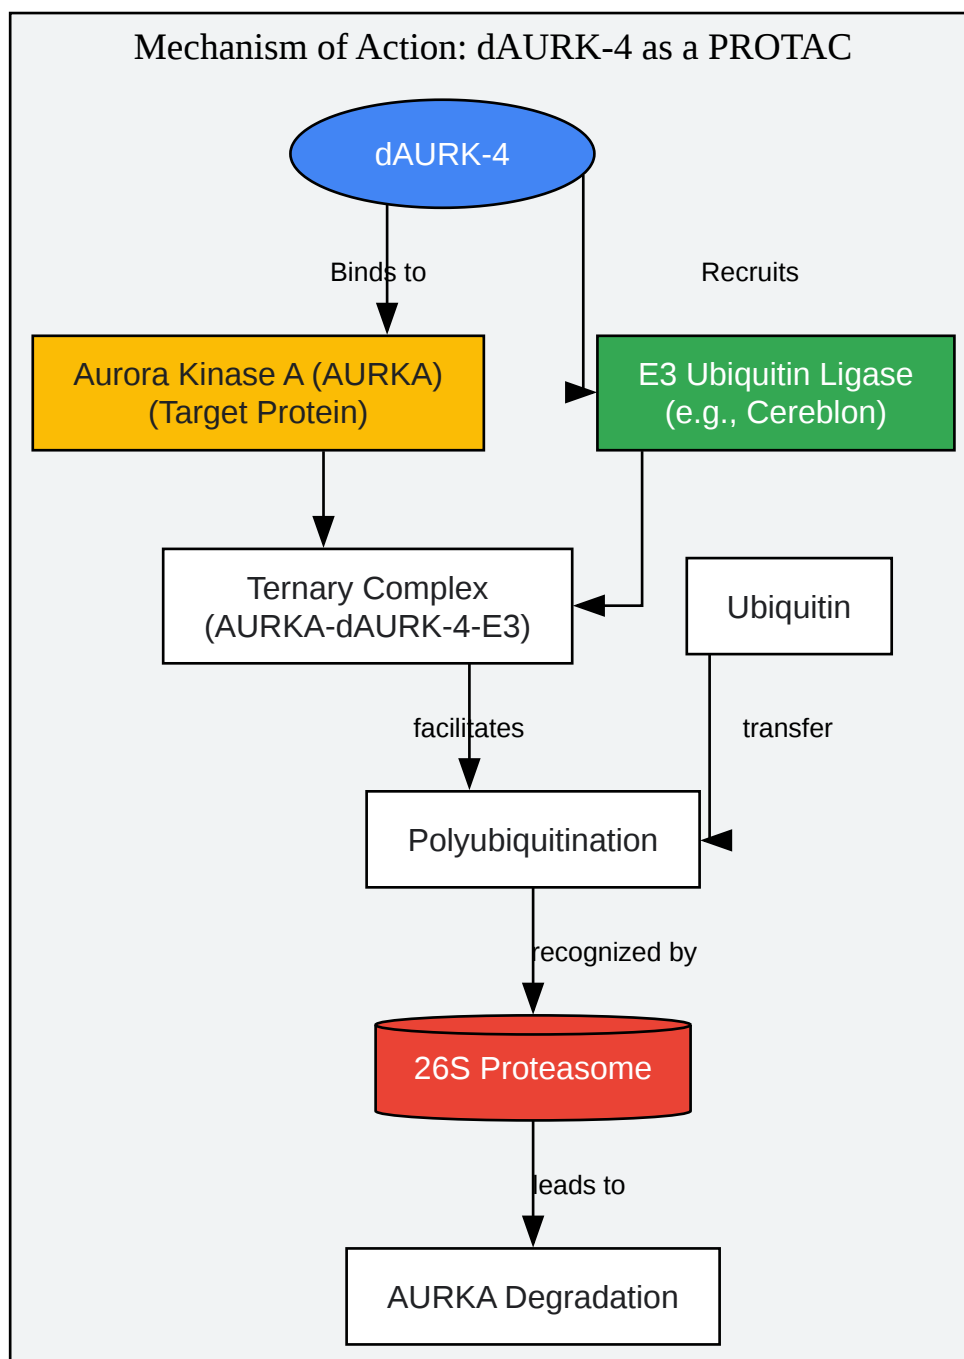 Mechanism of Action: dAURK-4 as a PROTAC
dAURK-4
Binds to
Recruits
Aurora Kinase A (AURKA)
(Target Protein)
E3 Ubiquitin Ligase
(e.g., Cereblon)
Ternary Complex
(AURKA-dAURK-4-E3)
Ubiquitin
facilitates
transfer
Polyubiquitination
recognized by
26S Proteasome
leads to
AURKA Degradation